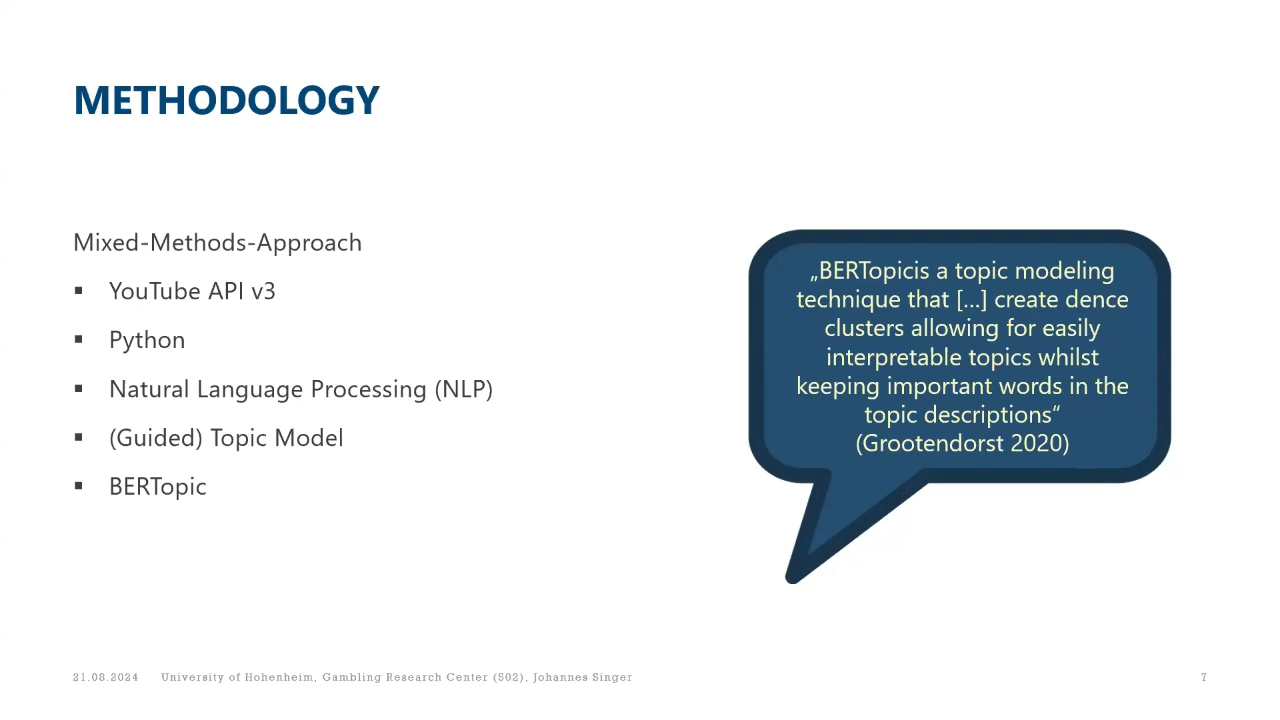 METHODOLOGY
Mixed-Methods-Approach
▪ YouTube API v3
▪ Python
▪ Natural Language Processing (NLP)
▪ (Guided) Topic Model
▪ BERTopic
„BERTopicis a topic modeling
technique that [...] create dence
clusters allowing for easily
interpretable topics whilst
keeping important words in the
topic descriptions“
(Grootendorst 2020)
21.08.2024 University of Hohenheim, Gambling Research Center (502), Johannes Singer 7